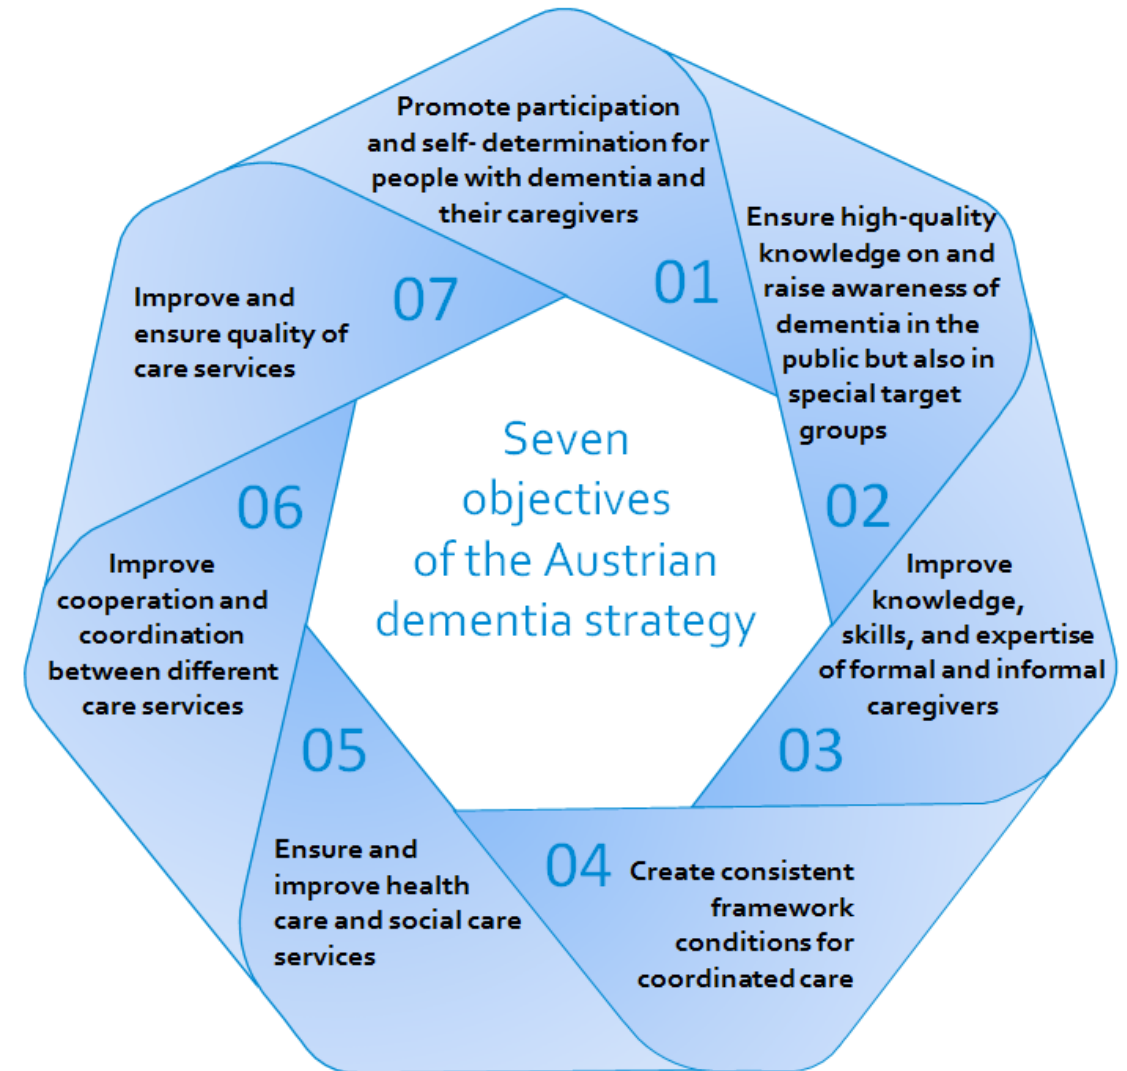 Promote participation
and self- determination for
people with dementia and
their caregivers
01
Ensure high-quality
knowledge on and
raise awareness of
dementia in the
public but also in
special target
groups
02
Improve
knowledge,
skills, and expertise
of formal and informal
caregivers
03
04
Create consistent
framework
conditions for
coordinated care
05
Ensure and
improve health
care and social care
services
06
Improve
cooperation and
coordination
between different
care services
07
Improve and
ensure quality of
care services
Seven
objectives
of the Austrian
dementia strategy